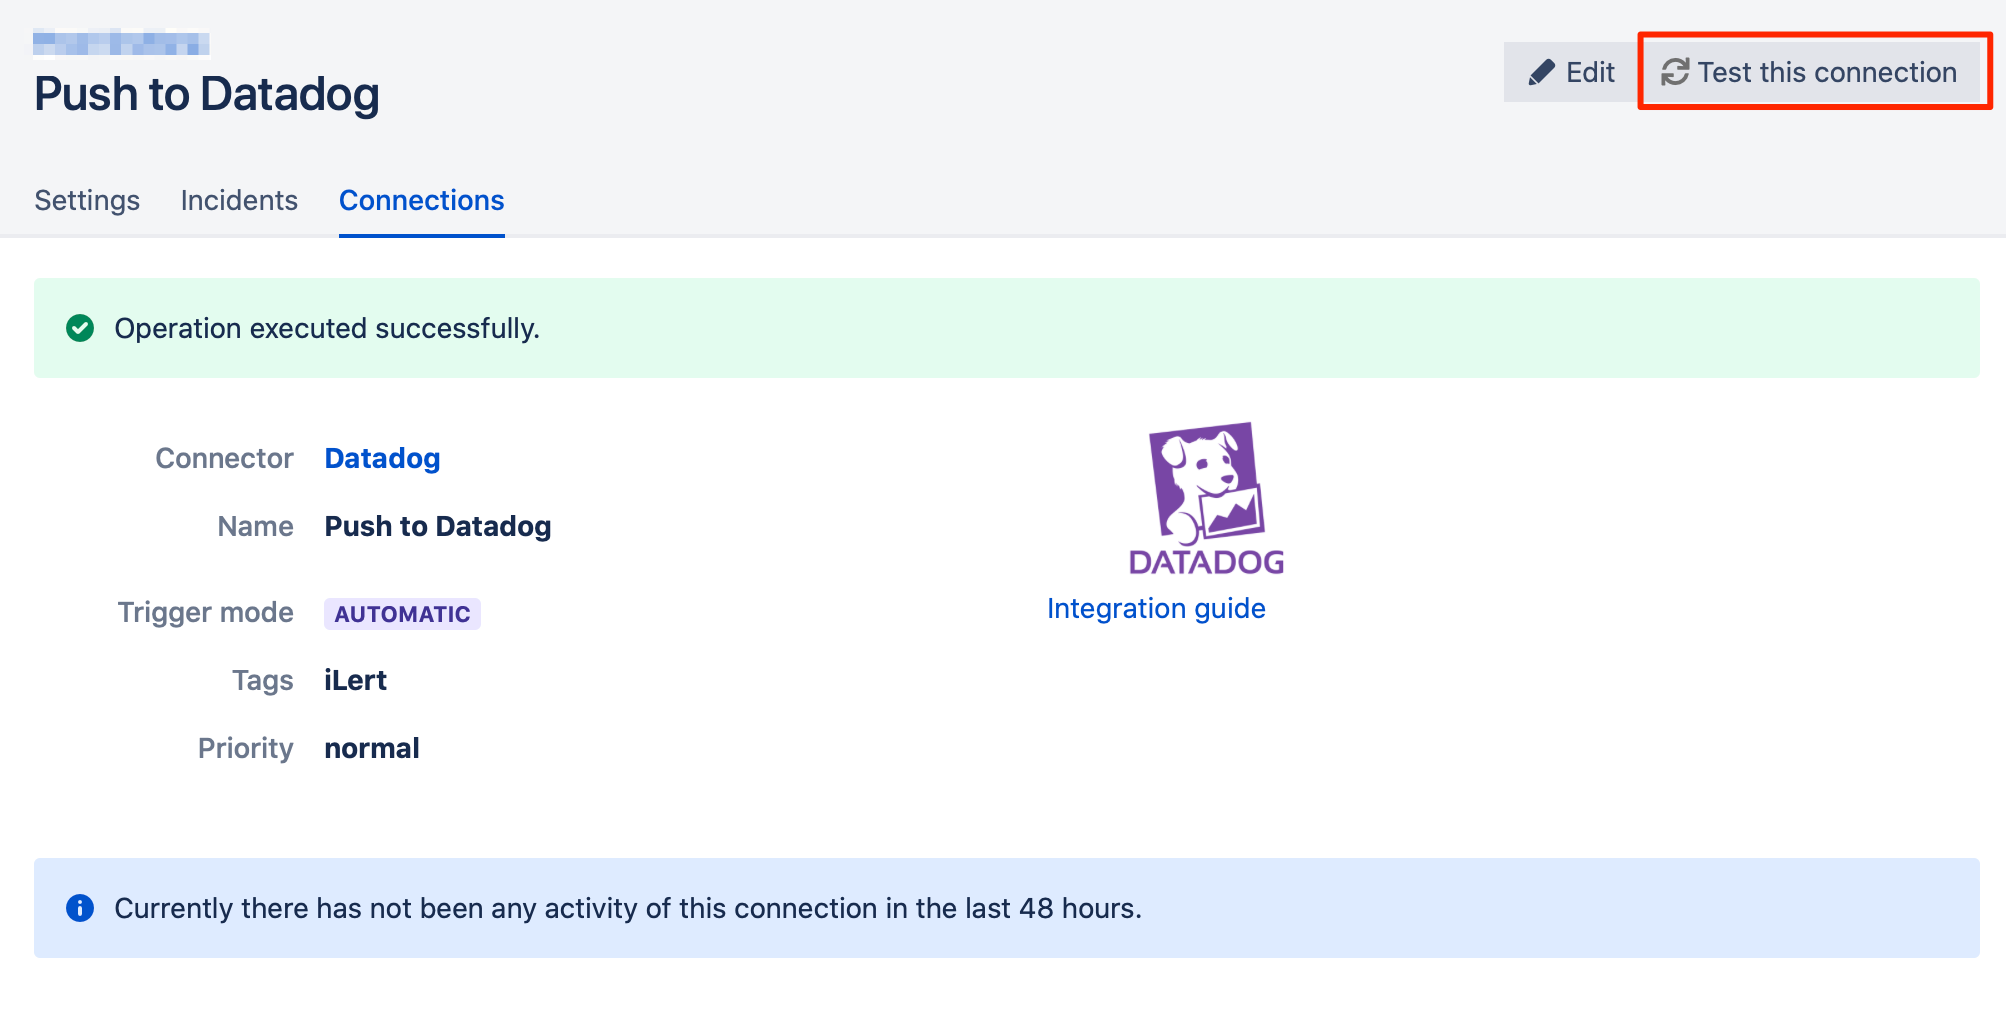 Push to Datadog
Edit
Test this connection
Settings Incidents Connections
Operation executed successfully.
Connector Datadog
Name Push to Datadog
Trigger mode AUTOMATIC
Tags iLert
Priority normal
DATADOG
Integration guide
Currently there has not been any activity of this connection in the last 48 hours.